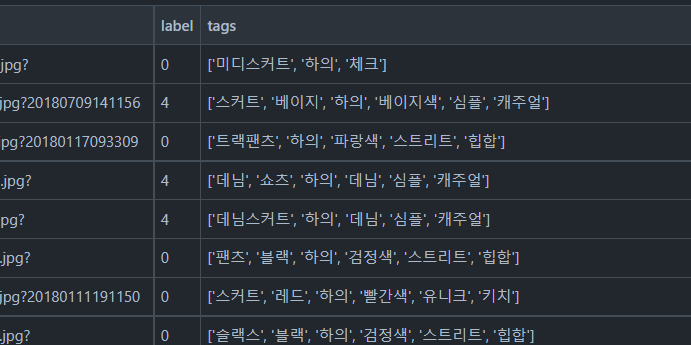 label tags
jpg? 0 ['미디스커트', '하의', '체크']
jpg?20180709141156 4 ['스커트', '베이지', '하의', '베이지색', '심플', '캐주얼']
jpg?20180117093309 0 ['트랙팬츠', '하의', '파랑색', '스트리트', '힙합']
.jpg? 4 ['데님', '쇼츠', '하의', '데님', '심플', '캐주얼']
jpg? 4 ['데님스커트', '하의', '데님', '심플', '캐주얼']
.jpg? 0 ['팬츠', '블랙', '하의', '검정색', '스트리트', '힙합']
jpg?20180111191150 0 ['스커트', '레드', '하의', '빨간색', '유니크', '키치']
.jpg? 0 ['슬랙스', '블랙', '하의', '검정색', '스트리트', '힙합']